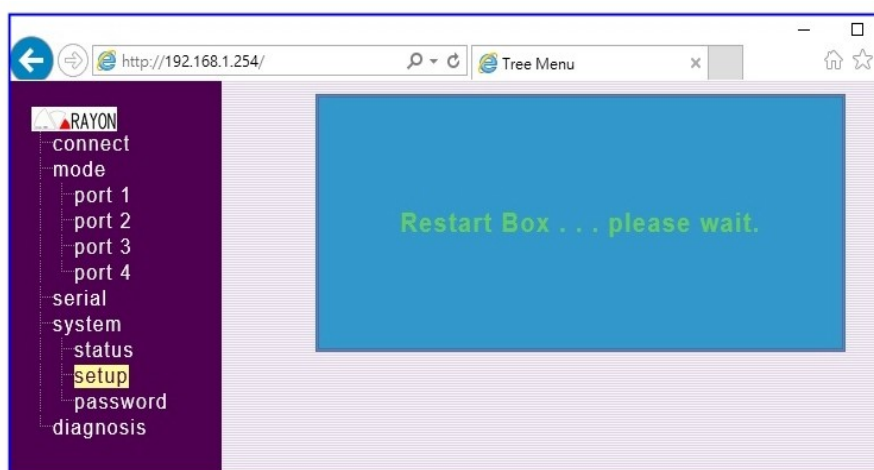 http://192.168.1.254/
Tree Menu
RAYON
connect
mode
port 1
port 2
port 3
port 4
serial
system
status
setup
password
diagnosis
Restart Box . . . please wait.